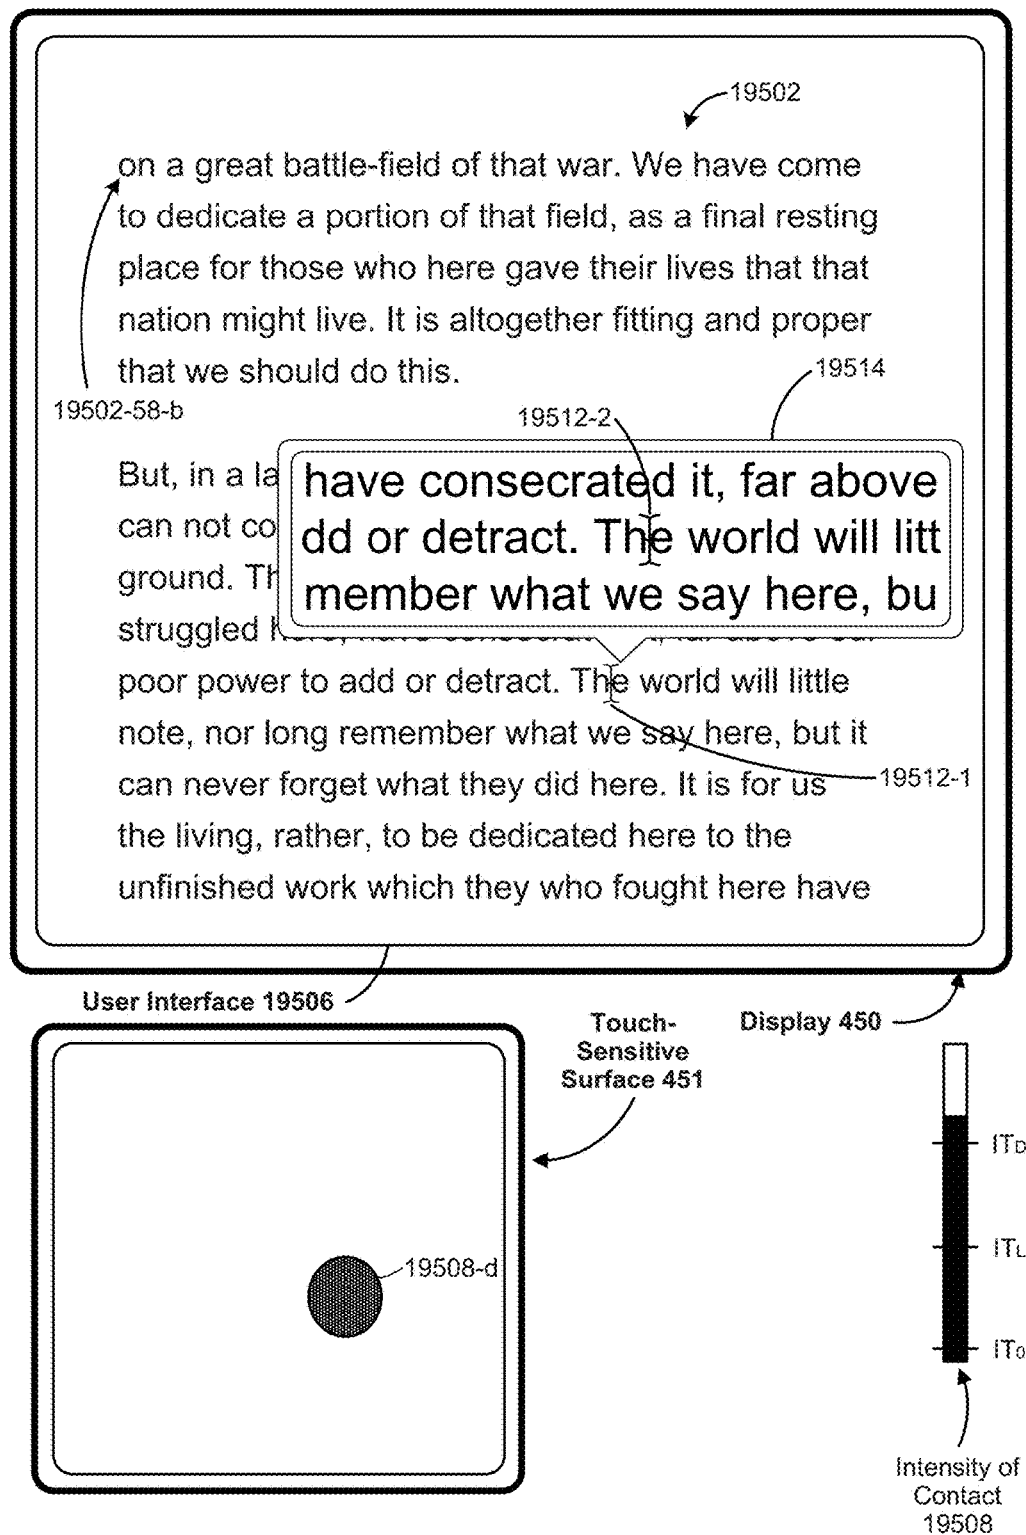 19502
on a great battle-field of that war. We have come
to dedicate a portion of that field, as a final resting
place for those who here gave their lives that that
nation might live. It is altogether fitting and proper
that we should do this.
19514
19502-58-b
19512-2
But, in a la
can not co
ground. Th
struggled
have consecrated it, far above
dd or detract. The world will litt
member what we say here, bu
poor power to add or detract. The world will little
note, nor long remember what we say here, but it
can never forget what they did here. It is for us
19512-1
the living, rather, to be dedicated here to the
unfinished work which they who fought here have
User Interface 19506
Display 450
Touch-
Sensitive
Surface 451
ITD
ITL
19508-d
IT0
Intensity of
Contact
19508